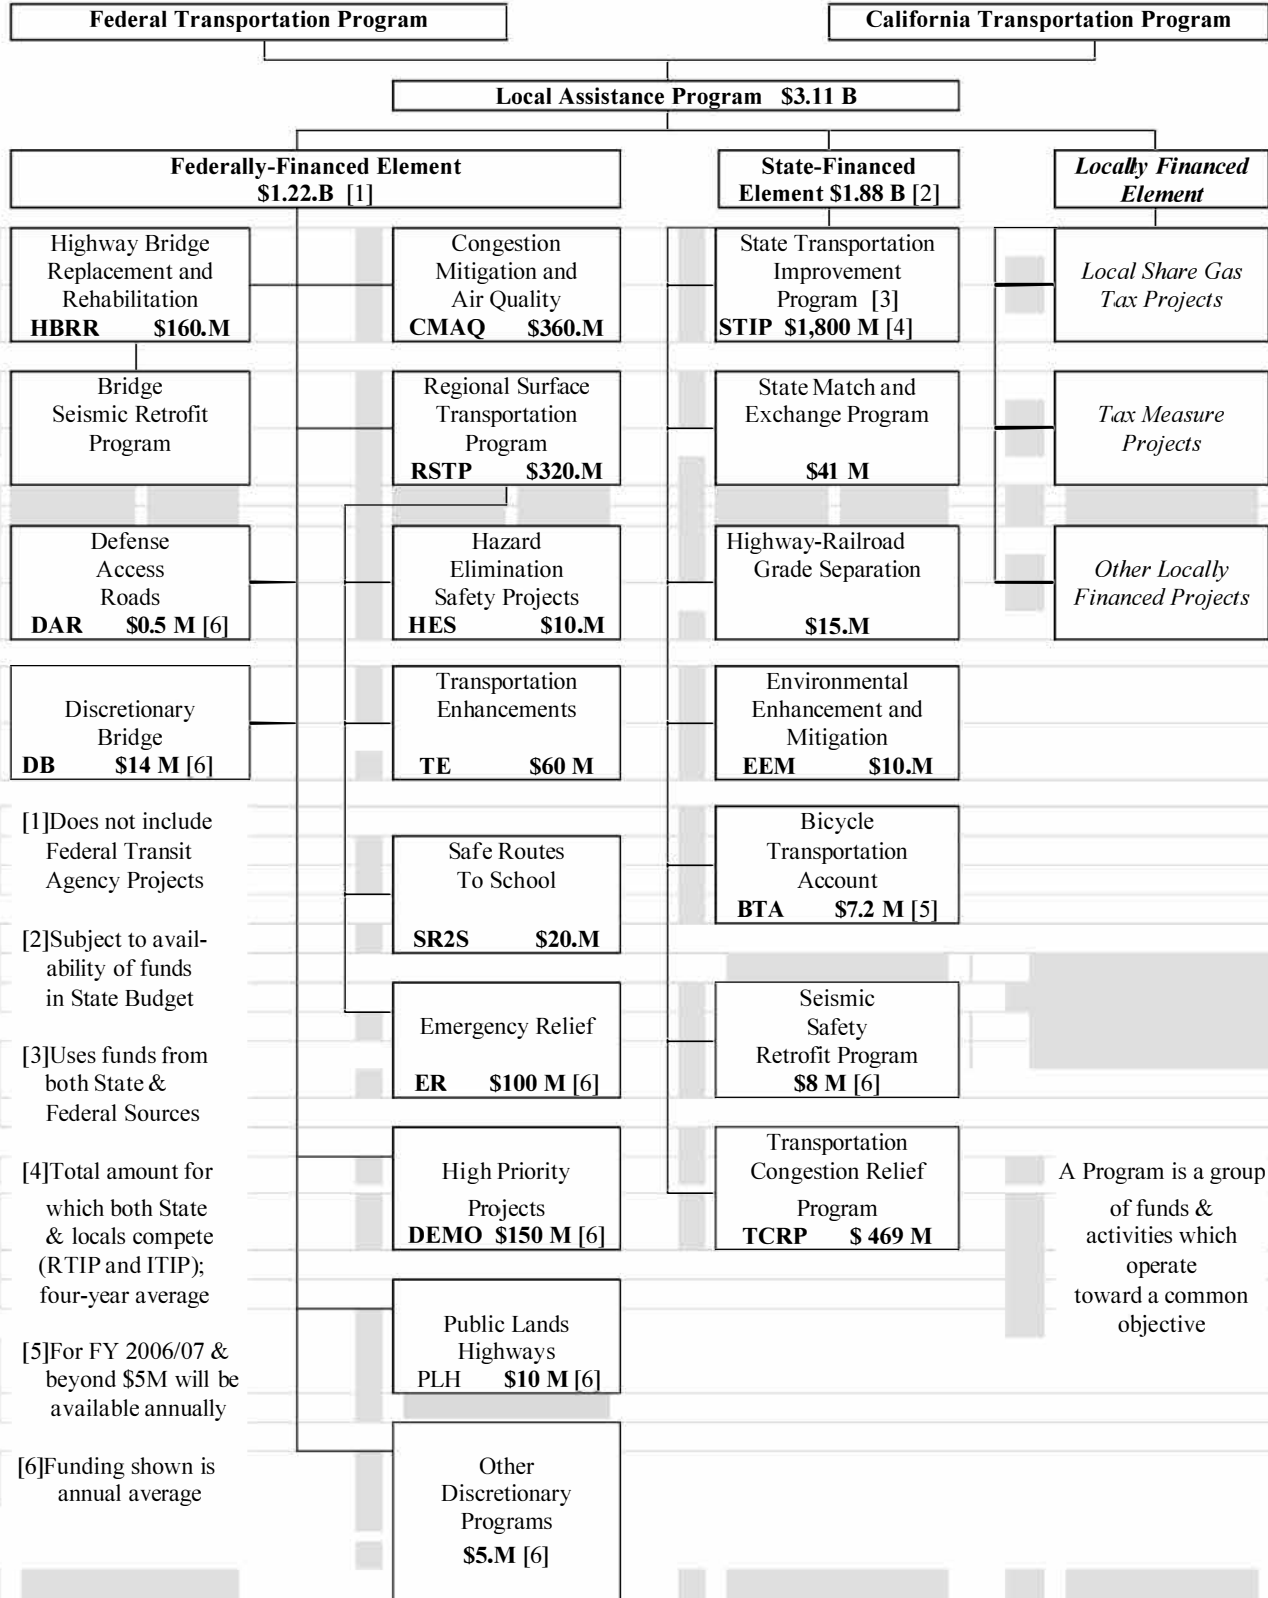 Federal Transportation Program
California Transportation Program
Local Assistance Program $3.11 B
Federally-Financed Element
$1.22.B [1]
State-Financed
Element $1.88 B [2]
Locally Financed
Element
Highway Bridge
Replacement and
Rehabilitation
HBRR $160.M
Congestion
Mitigation and
Air Quality
CMAQ $360.M
State Transportation
Improvement
Program [3]
STIP $1,800 M [4]
Local Share Gas
Tax Projects
Bridge
Seismic Retrofit
Program
Regional Surface
Transportation
Program
RSTP $320.M
State Match and
Exchange Program
$41 M
Tax Measure
Projects
Defense
Access
Roads
DAR $0.5 M [6]
Hazard
Elimination
Safety Projects
HES $10.M
Highway-Railroad
Grade Separation
$15.M
Other Locally
Financed Projects
Discretionary
Bridge
DB $14 M [6]
Transportation
Enhancements
TE $60 M
Environmental
Enhancement and
Mitigation
EEM $10.M
[1]Does not include
Federal Transit
Agency Projects
[2]Subject to avail-
ability of funds
in State Budget
[3]Uses funds from
both State &
Federal Sources
[4]Total amount for
which both State
& locals compete
(RTIP and ITIP);
four-year average
[5]For FY 2006/07 &
beyond $5M will be
available annually
[6]Funding shown is
annual average
Safe Routes
To School
SR2S $20.M
Emergency Relief
ER $100 M [6]
High Priority
Projects
DEMO $150 M [6]
Public Lands
Highways
PLH $10 M [6]
Other
Discretionary
Programs
$5.M [6]
Bicycle
Transportation
Account
BTA $7.2 M [5]
Seismic
Safety
Retrofit Program
$8 M [6]
Transportation
Congestion Relief
Program
TCRP $ 469 M
A Program is a group
of funds &
activities which
operate
toward a common
objective